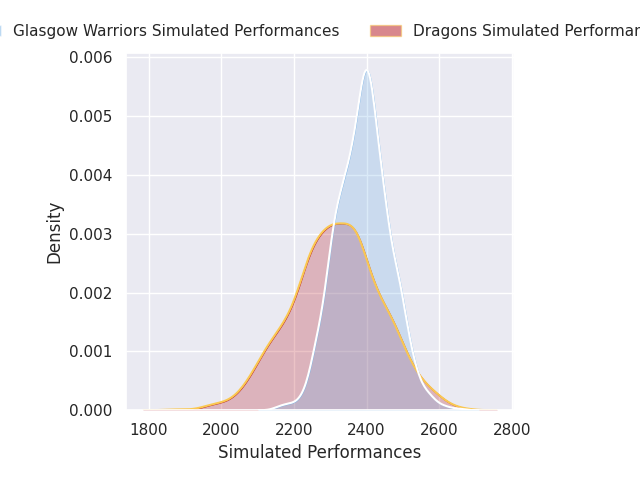 Glasgow Warriors Simulated Performances
Dragons Simulated
0.006
0.005
0.004
0.003
0.002
0.001
0.000
Density
1800 2000 2200 2400 2600 2800
Simulated Performances